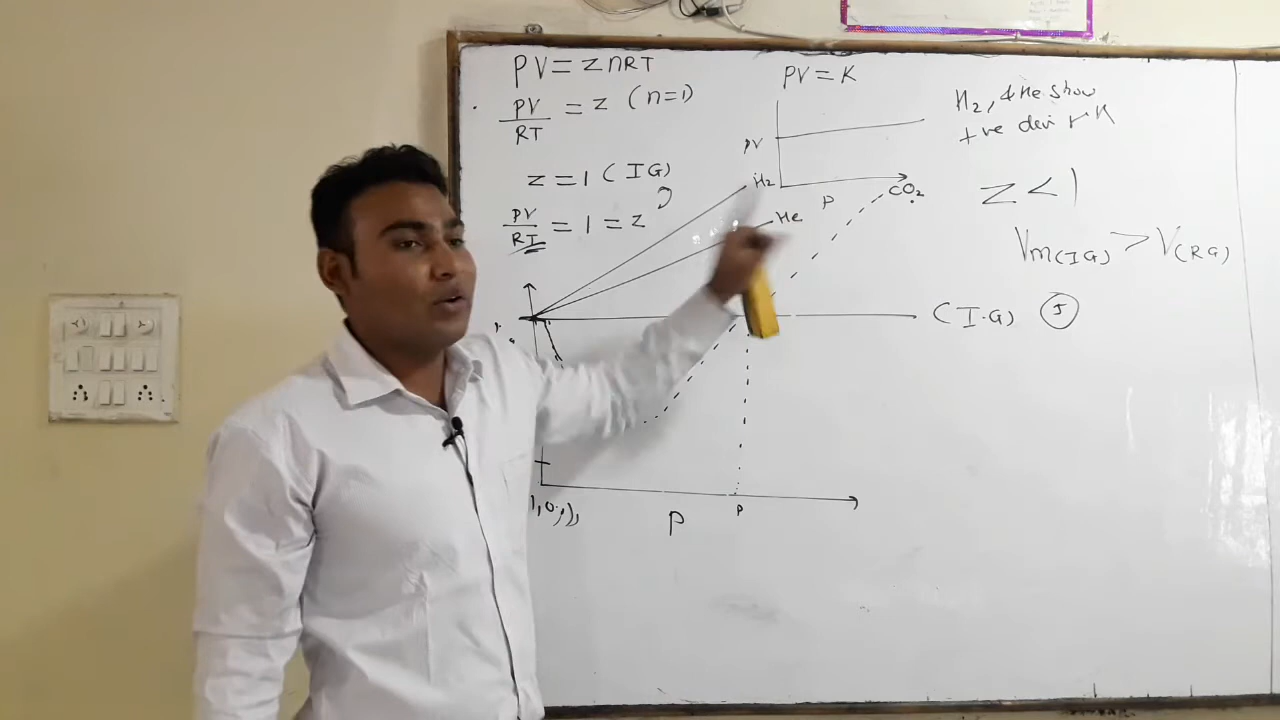 PV = ZnRT
PV/RT = Z (n=1)
Z = 1 (IG)
PV/RT = 1 = Z
PV = K
PV
P
H2
He
CO2
H2, & He show
+ve devi
Z < 1
Vm(IG) > V(RG)
(I.G)
P
P